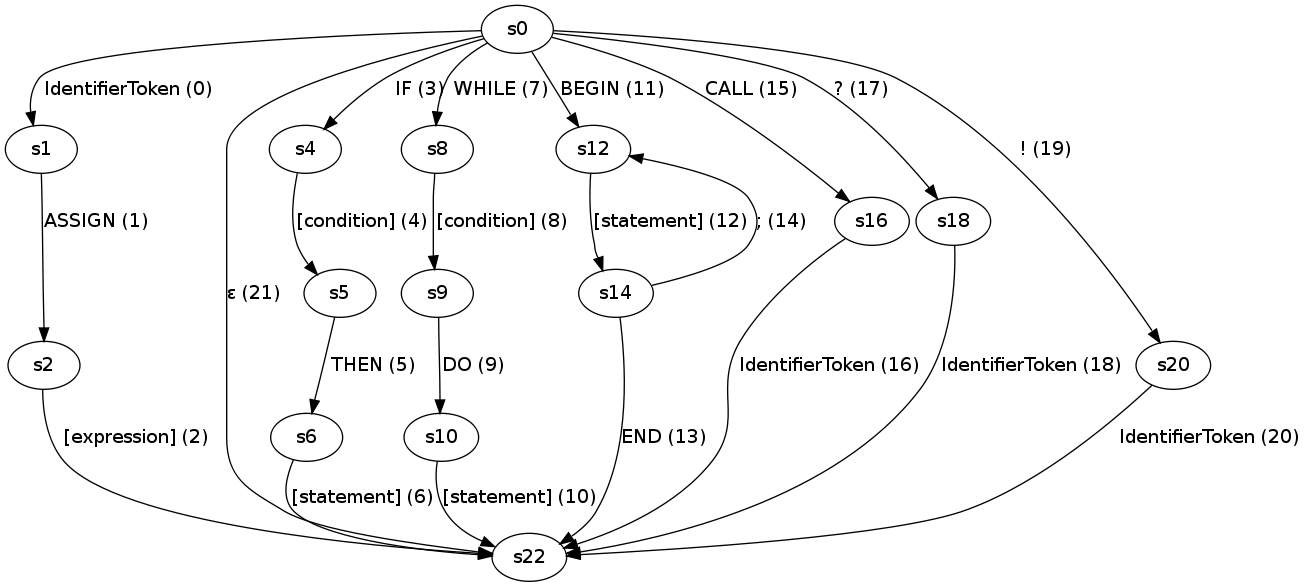 s0
IdentifierToken (0)
IF (3)
WHILE (7)
BEGIN (11)
CALL (15)
? (17)
! (19)
s1
s4
s8
s12
ASSIGN (1)
[condition] (4)
[condition] (8)
[statement] (12)
; (14)
s16
s18
ε (21)
s5
s9
s14
s2
THEN (5)
DO (9)
IdentifierToken (16)
IdentifierToken (18)
s20
[expression] (2)
s6
s10
END (13)
IdentifierToken (20)
[statement] (6)
[statement] (10)
s22